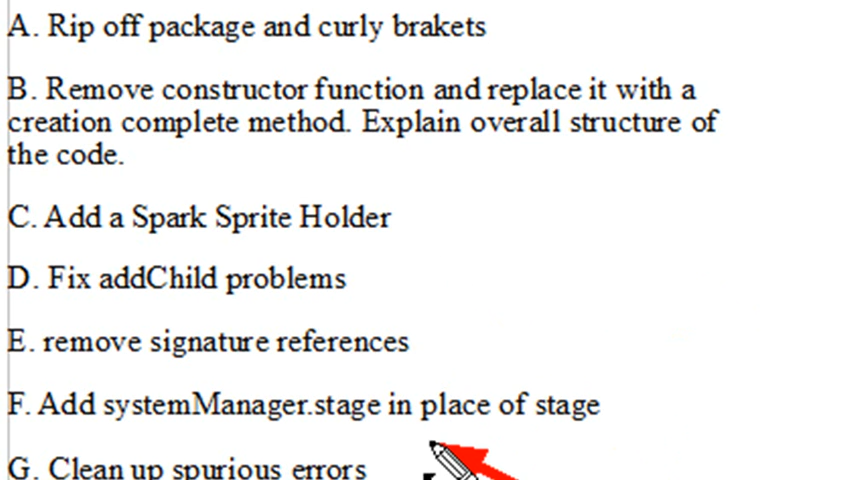 A. Rip off package and curly brakets
B. Remove constructor function and replace it with a
creation complete method. Explain overall structure of
the code.
C. Add a Spark Sprite Holder
D. Fix addChild problems
E. remove signature references
F. Add systemManager.stage in place of stage
G. Clean up spurious errors